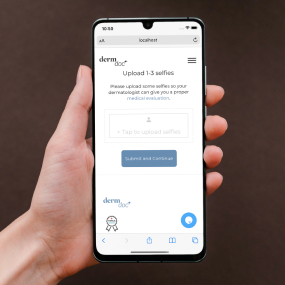 10:00
AA localhost
derm
doc+
Upload 1-3 selfies
Please upload some selfies so your
dermatologist can give you a proper
medical evaluation.
+ Tap to upload selfies
Submit and Continue
derm
doc+